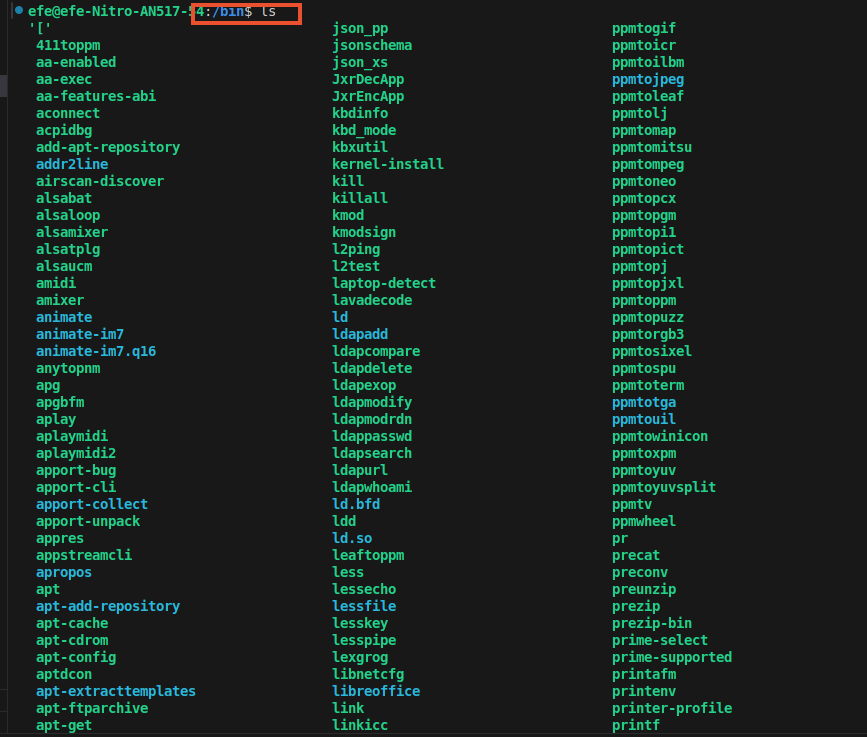 efe@efe-Nitro-AN517-54:/bin$ ls
'[' json_pp ppmtogif
411toppm jsonschema ppmtoicr
aa-enabled json_xs ppmtoilbm
aa-exec JxrDecApp ppmtojpeg
aa-features-abi JxrEncApp ppmtoleaf
aconnect kbdinfo ppmtolj
acpidbg kbd_mode ppmtomap
add-apt-repository kbxutil ppmtomitsu
addr2line kernel-install ppmtompeg
airscan-discover kill ppmtoneo
alsabat killall ppmtopcx
alsaloop kmod ppmtopgm
alsamixer kmodsign ppmtopi1
alsatplg l2ping ppmtopict
alsaucm l2test ppmtopj
amidi laptop-detect ppmtopjxl
amixer lavadecode ppmtoppm
animate ld ppmtopuzz
animate-im7 ldapadd ppmtorgb3
animate-im7.q16 ldapcompare ppmtosixel
anytopnm ldapdelete ppmtospu
apg ldapexop ppmtoterm
apgbfm ldapmodify ppmtotga
aplay ldapmodrdn ppmtouil
aplaymidi ldappasswd ppmtowinicon
aplaymidi2 ldapsearch ppmtoxpm
apport-bug ldapurl ppmtoyuv
apport-cli ldapwhoami ppmtoyuvsplit
apport-collect ld.bfd ppmtv
apport-unpack ldd ppmwheel
appres ld.so pr
appstreamcli leaftoppm precat
apropos less preconv
apt lessecho preunzip
apt-add-repository lessfile prezip
apt-cache lesskey prezip-bin
apt-cdrom lesspipe prime-select
apt-config lexgrog prime-supported
aptdcon libnetcfg printafm
apt-extracttemplates libreoffice printenv
apt-ftparchive link printer-profile
apt-get linkicc printf